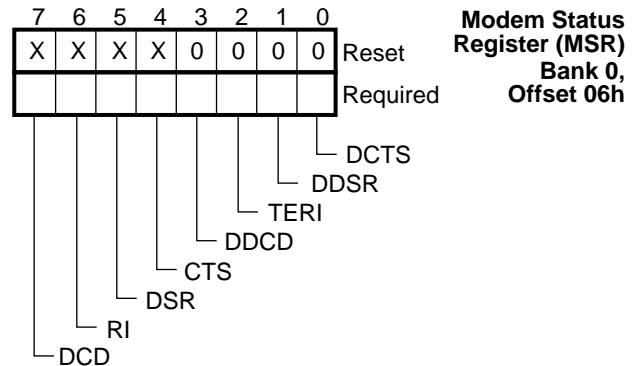 7 6 5 4 3 2 1 0
X X X X 0 0 0 0 Reset
Required
Modem Status
Register (MSR)
Bank 0,
Offset 06h
DCTS
DDSR
TERI
DDCD
CTS
DSR
RI
DCD